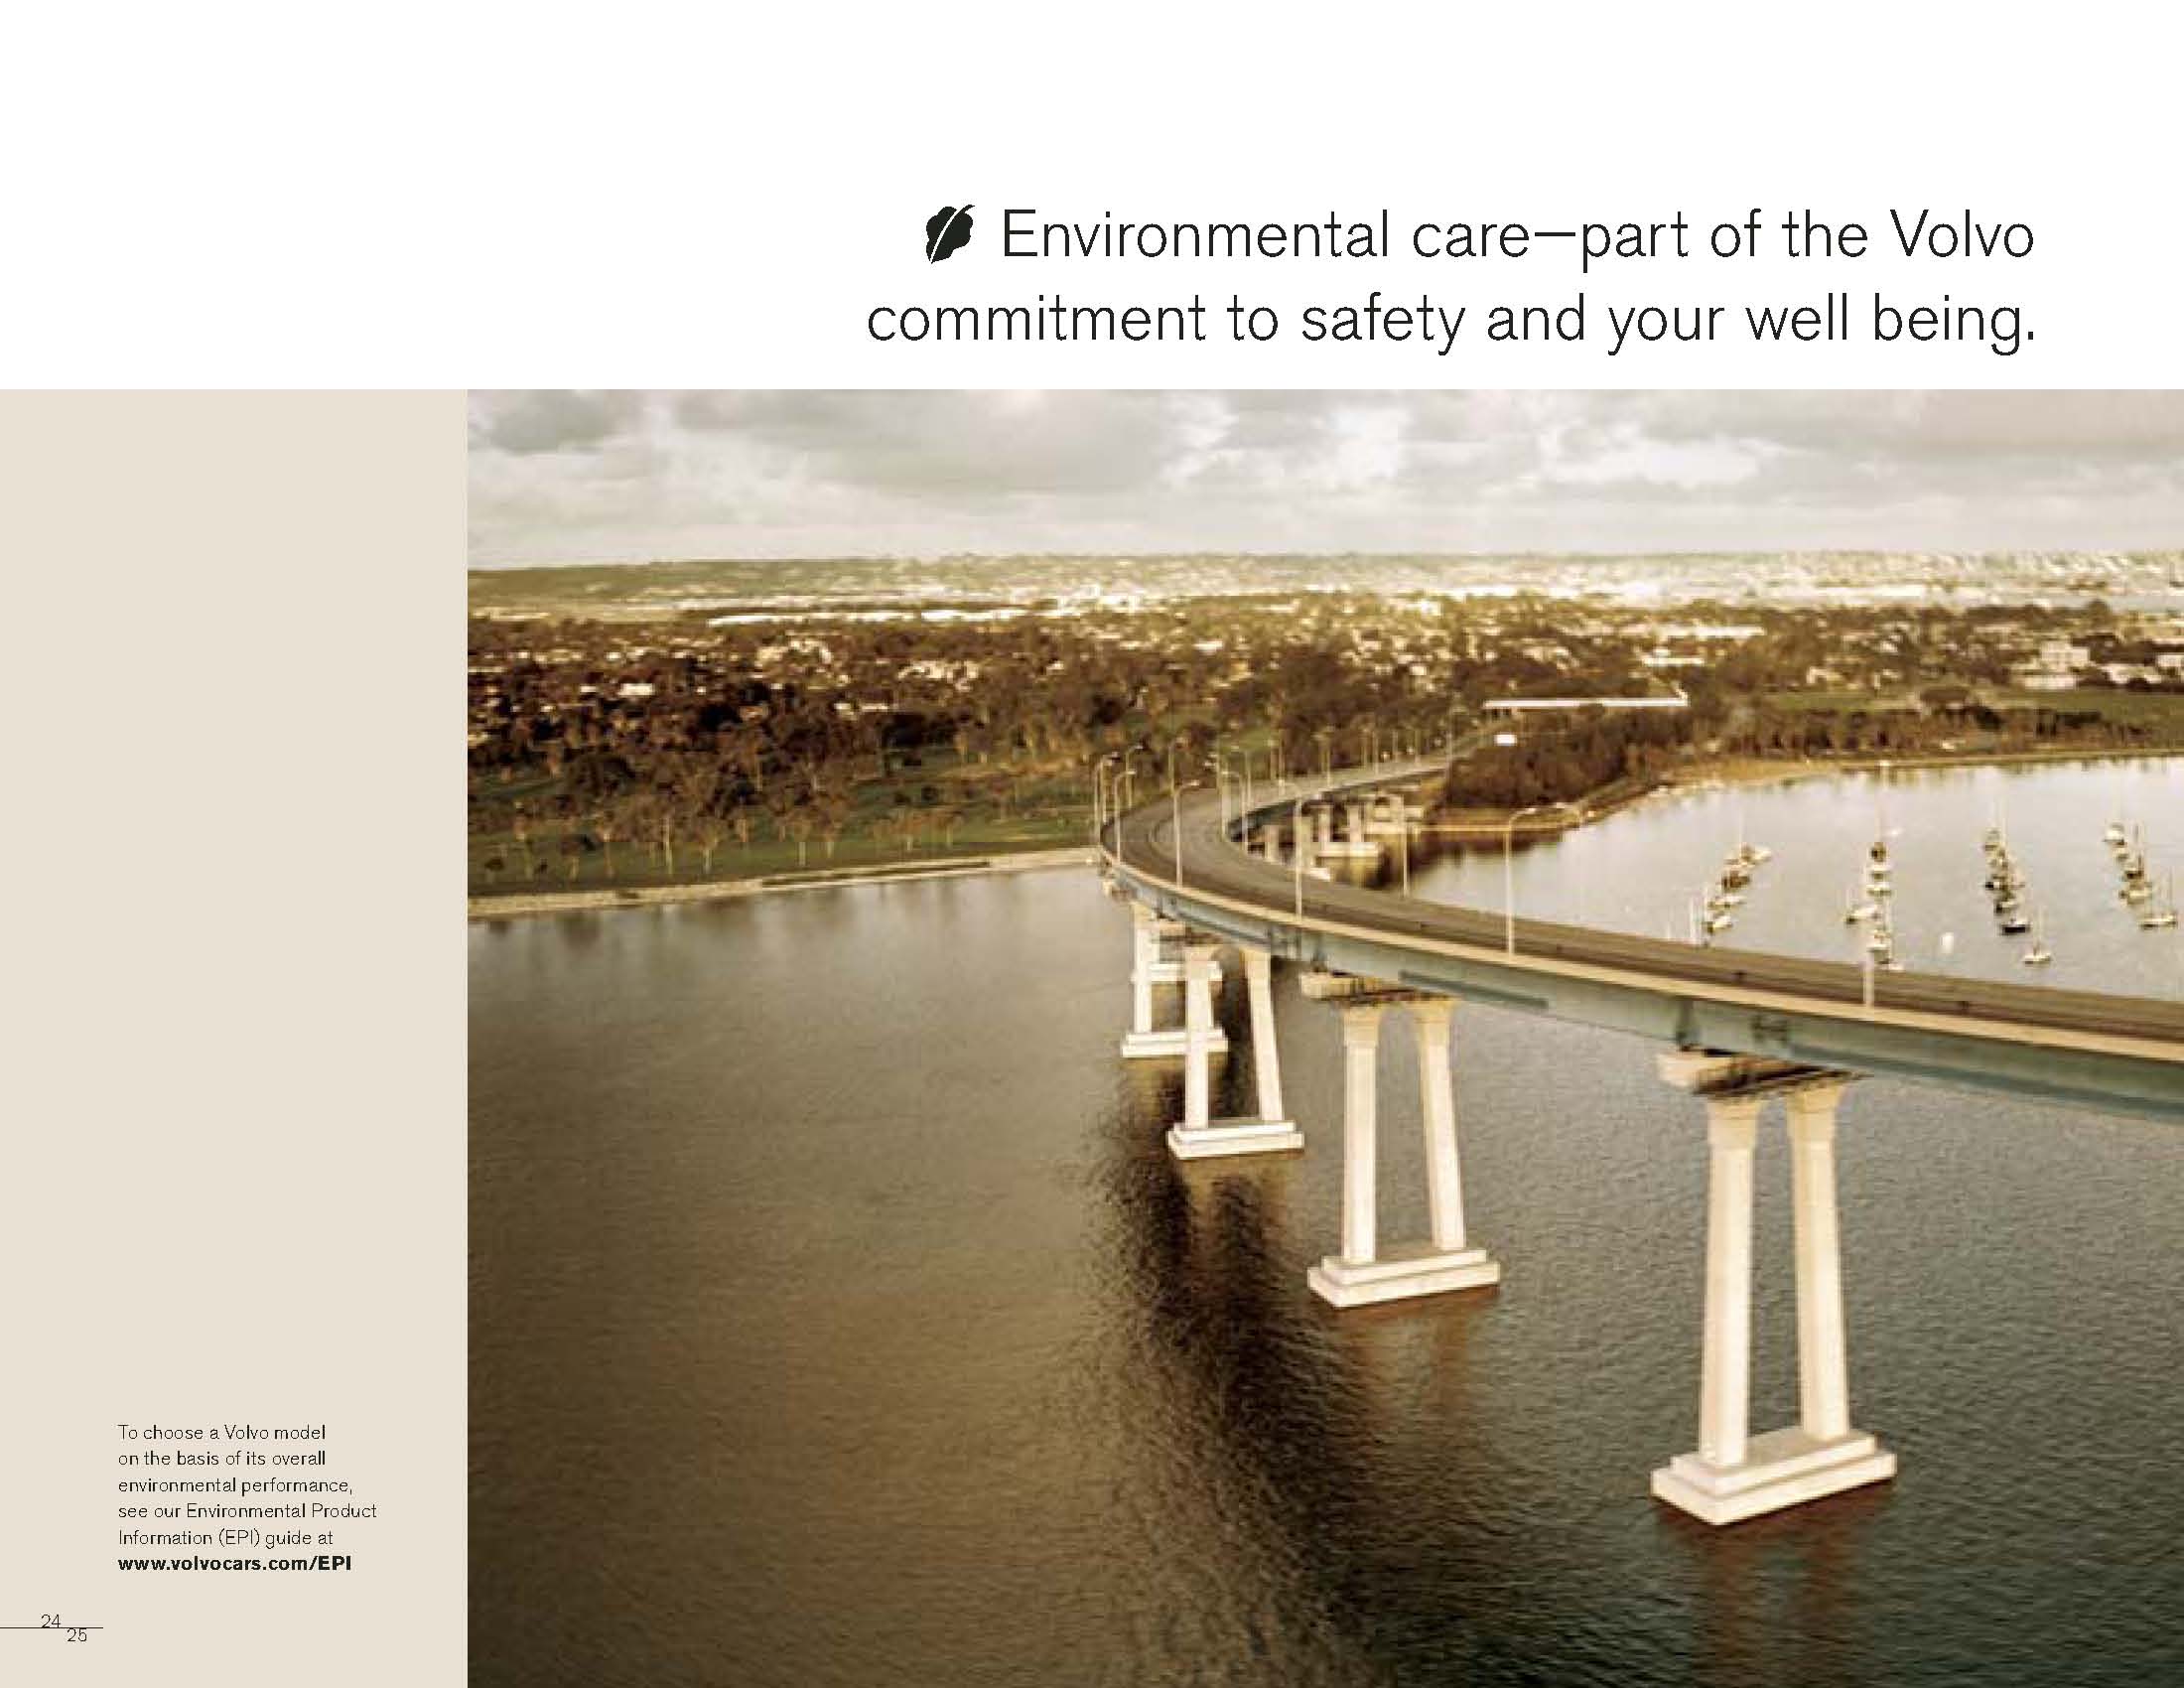 Environmental care—part of the Volvo
commitment to safety and your well being.
To choose a Volvo model
on the basis of its overall
environmental performance,
see our Environmental Product
Information (EPI) guide at
www.volvocars.com/EPI
24
25